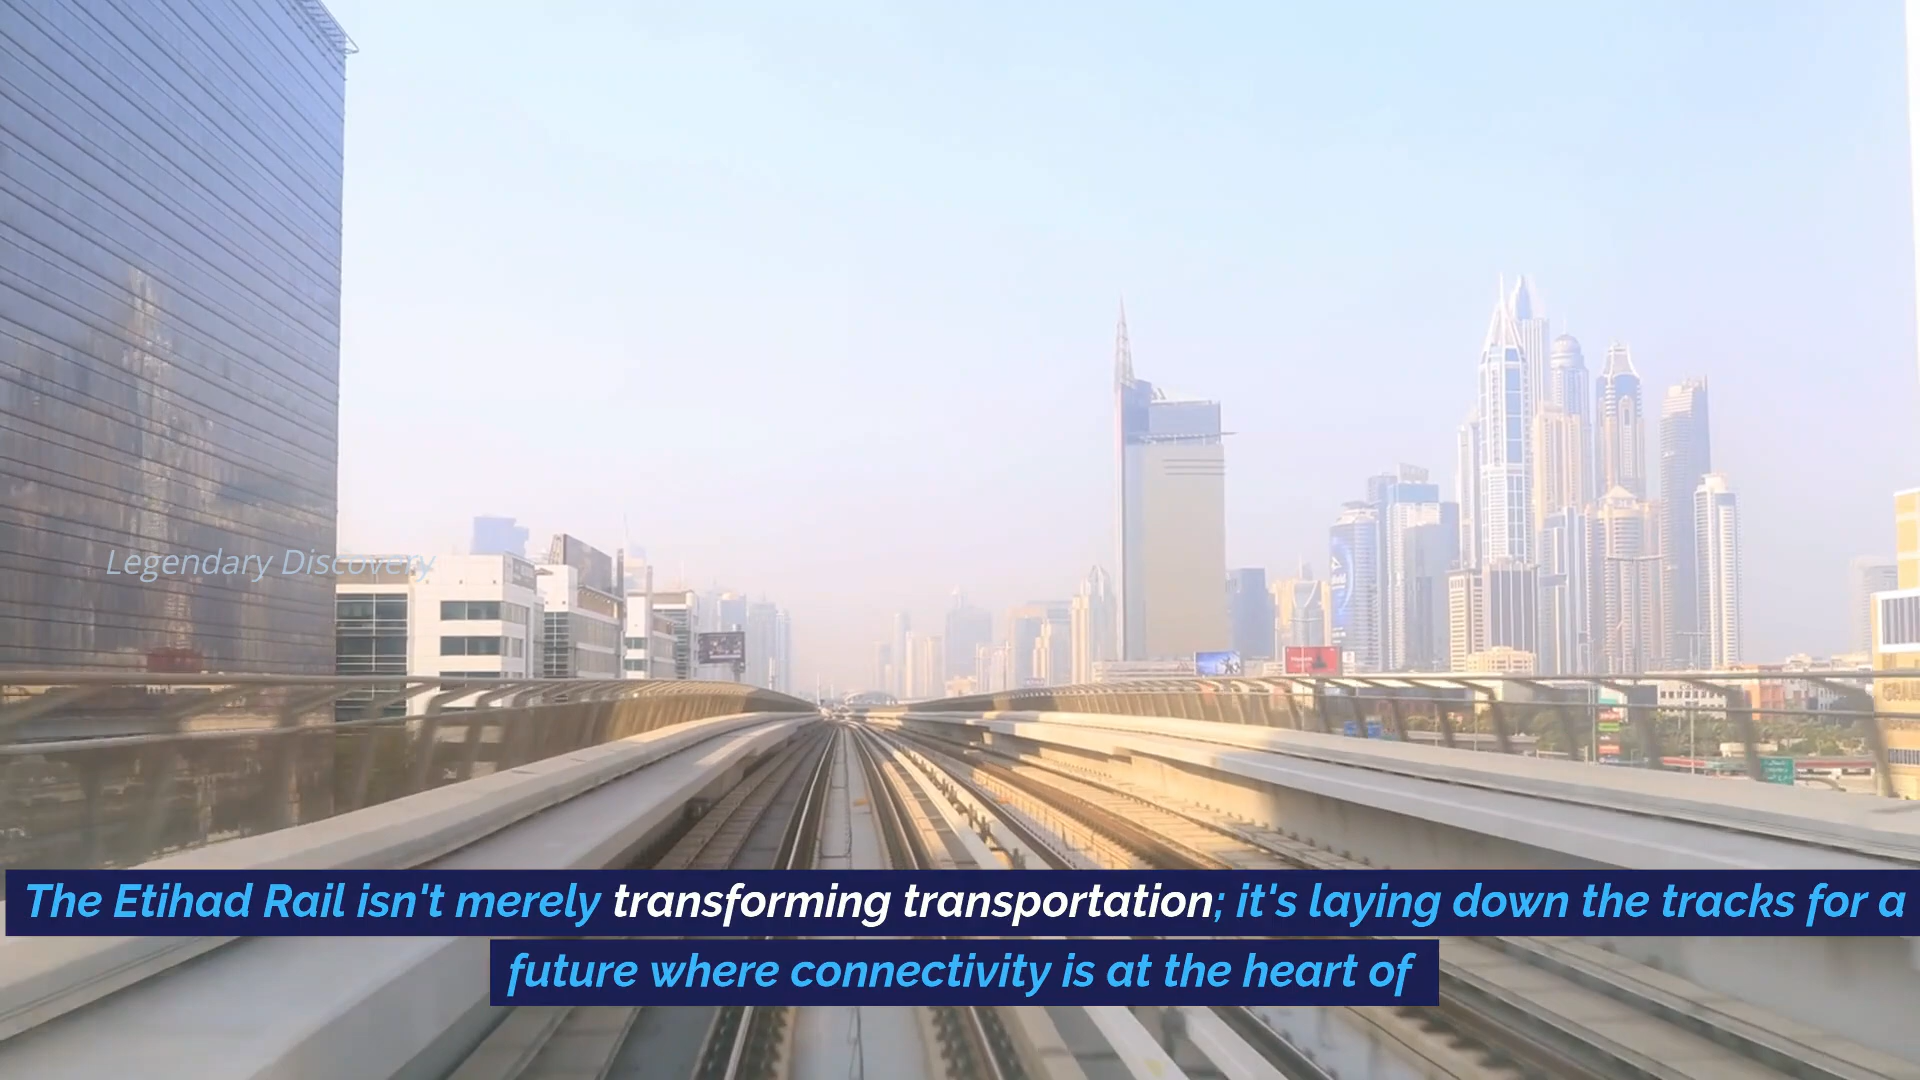 Legendary Discovery
The Etihad Rail isn't merely transforming transportation; it's laying down the tracks for a
future where connectivity is at the heart of